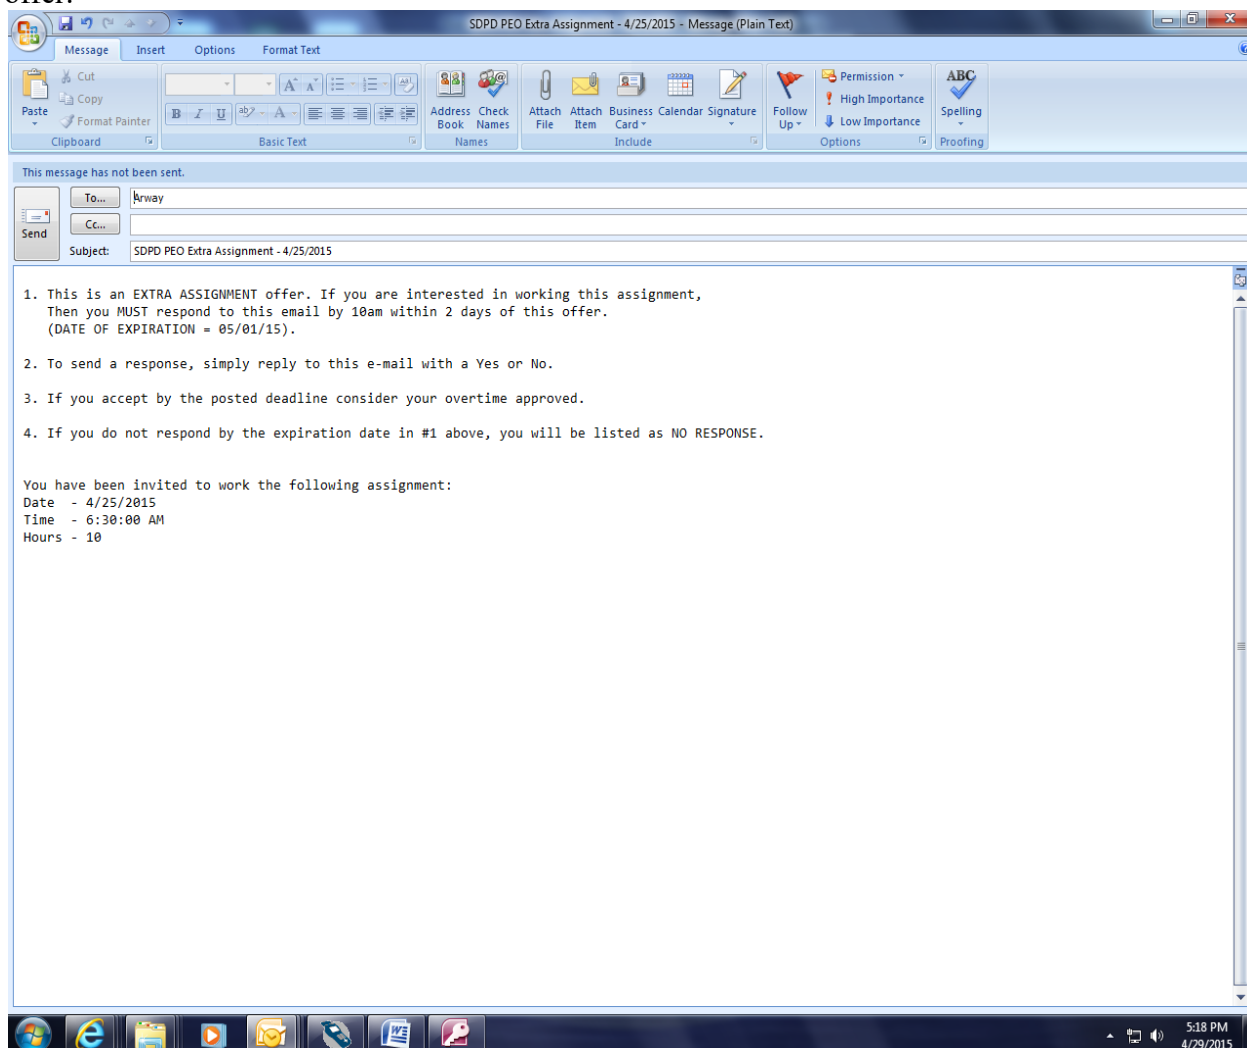 offer.
SDPD PEO Extra Assignment - 4/25/2015 - Message (Plain Text)
Message Insert Options Format Text
Cut
Copy
Format Painter
Paste
Clipboard
B I U
Basic Text
Address Book
Check Names
Names
Attach File
Attach Item
Business Card
Calendar
Signature
Include
Follow Up
Permission
High Importance
Low Importance
Options
ABC
Spelling
Proofing
This message has not been sent.
Send
To... Arway
Cc...
Subject: SDPD PEO Extra Assignment - 4/25/2015
1. This is an EXTRA ASSIGNMENT offer. If you are interested in working this assignment,
Then you MUST respond to this email by 10am within 2 days of this offer.
(DATE OF EXPIRATION = 05/01/15).
2. To send a response, simply reply to this e-mail with a Yes or No.
3. If you accept by the posted deadline consider your overtime approved.
4. If you do not respond by the expiration date in #1 above, you will be listed as NO RESPONSE.
You have been invited to work the following assignment:
Date - 4/25/2015
Time - 6:30:00 AM
Hours - 10
5:18 PM
4/29/2015